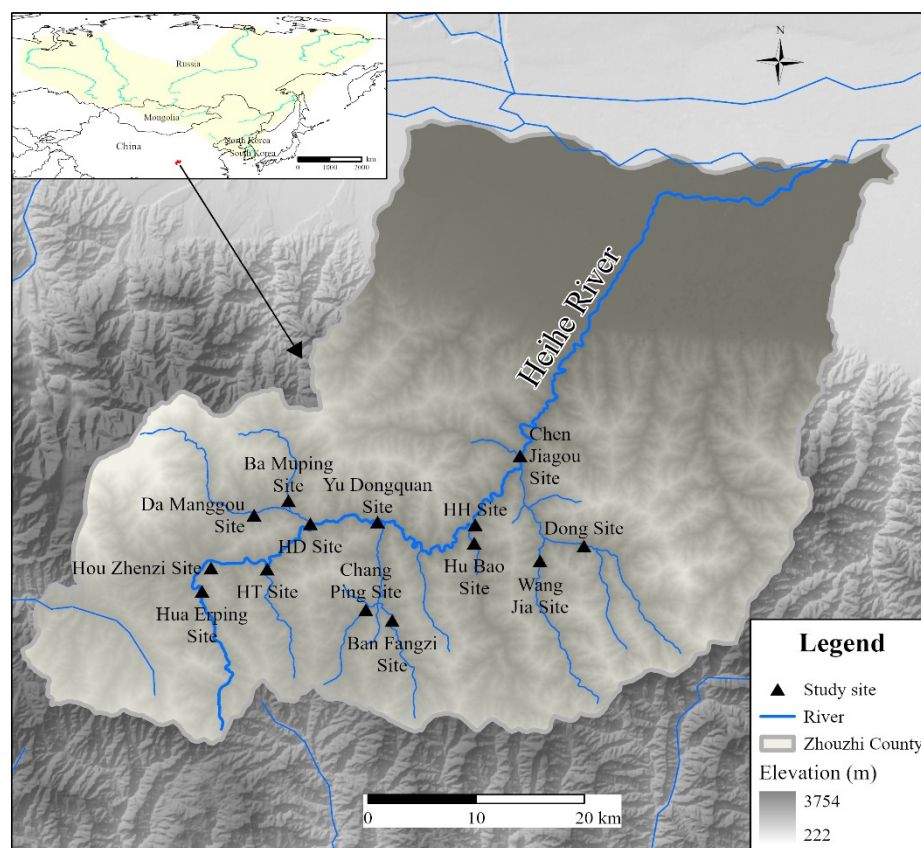 Russia
Mongolia
China
North Korea
South Korea
0 1000 2000 km
N
Heihe River
Chen
Jiagou
Site
Ba Muping
Site
Yu Dongquan
Site
Da Manggou
Site
HH Site
Dong Site
HD Site
Hou Zhenzi Site
Chang
Ping Site
Hu Bao Site
Wang
Jia Site
HT Site
Hua Erping
Site
Ban Fangzi
Site
Legend
Study site
River
Zhouzhi County
Elevation (m)
3754
222
0 10 20 km